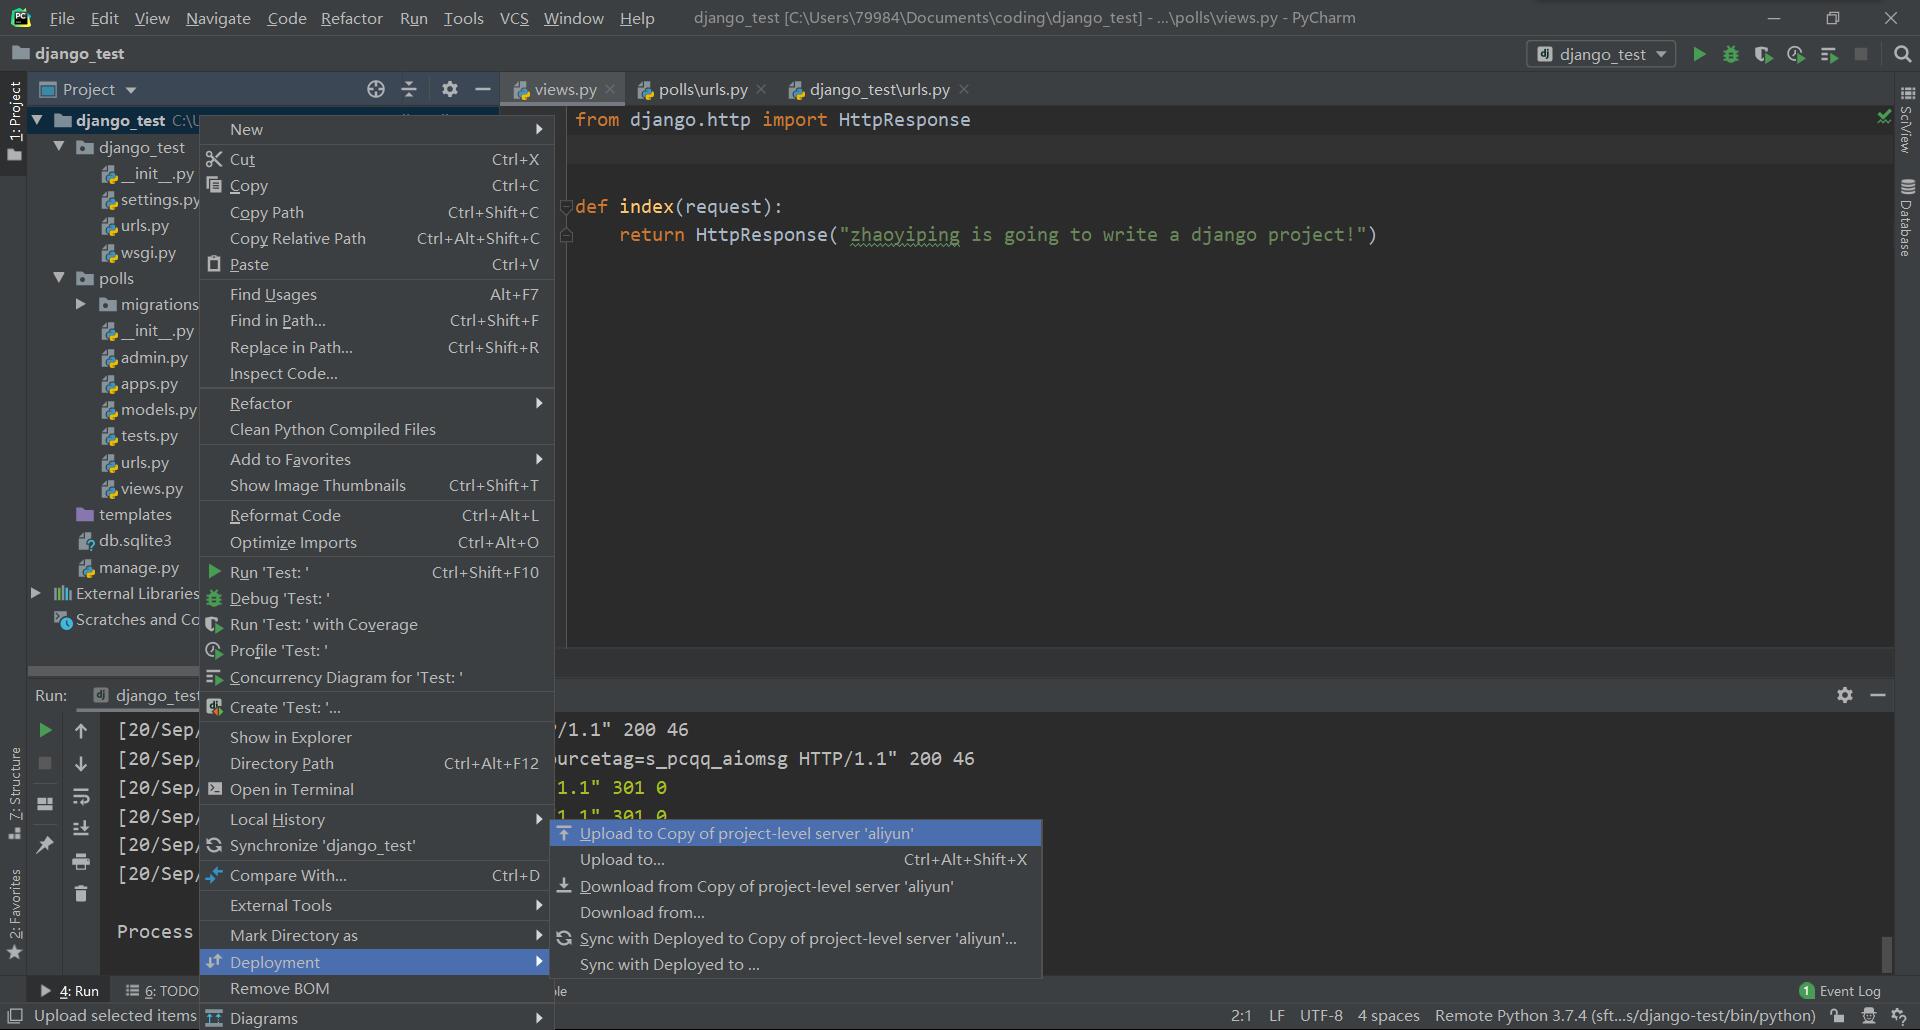 File Edit View Navigate Code Refactor Run Tools VCS Window Help django_test [C:\Users\79984\Documents\coding\django_test] - ...\polls\views.py - PyCharm
django_test
django_test
1: Project
Project
views.py
polls\urls.py
django_test\urls.py
django_test C:\U
django_test
__init__.py
settings.py
urls.py
wsgi.py
polls
migrations
__init__.py
admin.py
apps.py
models.py
tests.py
urls.py
views.py
templates
db.sqlite3
manage.py
External Libraries
Scratches and Co
New
Cut Ctrl+X
Copy Ctrl+C
Copy Path Ctrl+Shift+C
Copy Relative Path Ctrl+Alt+Shift+C
Paste Ctrl+V
Find Usages Alt+F7
Find in Path... Ctrl+Shift+F
Replace in Path... Ctrl+Shift+R
Inspect Code...
Refactor
Clean Python Compiled Files
Add to Favorites
Show Image Thumbnails Ctrl+Shift+T
Reformat Code Ctrl+Alt+L
Optimize Imports Ctrl+Alt+O
Run 'Test: ' Ctrl+Shift+F10
Debug 'Test: '
Run 'Test: ' with Coverage
Profile 'Test: '
Concurrency Diagram for 'Test: '
Create 'Test: '...
Show in Explorer
Directory Path Ctrl+Alt+F12
Open in Terminal
Local History
Synchronize 'django_test'
Compare With... Ctrl+D
External Tools
Mark Directory as
Deployment
Remove BOM
Diagrams
from django.http import HttpResponse
def index(request):
return HttpResponse("zhaoyiping is going to write a django project!")
SciView
Database
Run: django_test
[20/Sep/ /1.1" 200 46
[20/Sep/ urcetag=s_pcqq_aiomsg HTTP/1.1" 200 46
[20/Sep/ 1.1" 301 0
[20/Sep/ 1.1" 301 0
[20/Sep/
[20/Sep/
Process
Upload to Copy of project-level server 'aliyun'
Upload to... Ctrl+Alt+Shift+X
Download from Copy of project-level server 'aliyun'
Download from...
Sync with Deployed to Copy of project-level server 'aliyun'...
Sync with Deployed to ...
7: Structure
2: Favorites
4: Run
6: TODO
le
1 Event Log
Upload selected items
2:1 LF UTF-8 4 spaces Remote Python 3.7.4 (sft...s/django-test/bin/python)